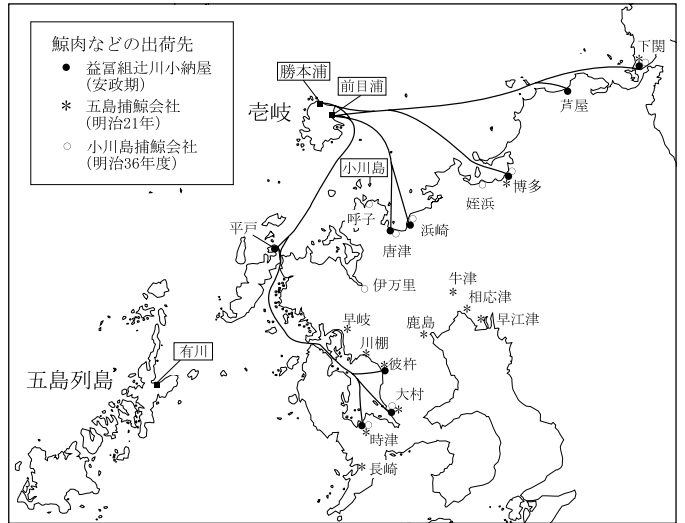 鯨肉などの出荷先
● 益冨組辻川小納屋
(安政期)
* 五島捕鯨会社
(明治21年)
○ 小川島捕鯨会社
(明治36年度)
下関
勝本浦
前目浦
壱岐
芦屋
小川島
博多
姪浜
呼子
浜崎
唐津
平戸
伊万里
牛津
相応津
早江津
鹿島
早岐
川棚
彼杵
有川
五島列島
大村
時津
長崎